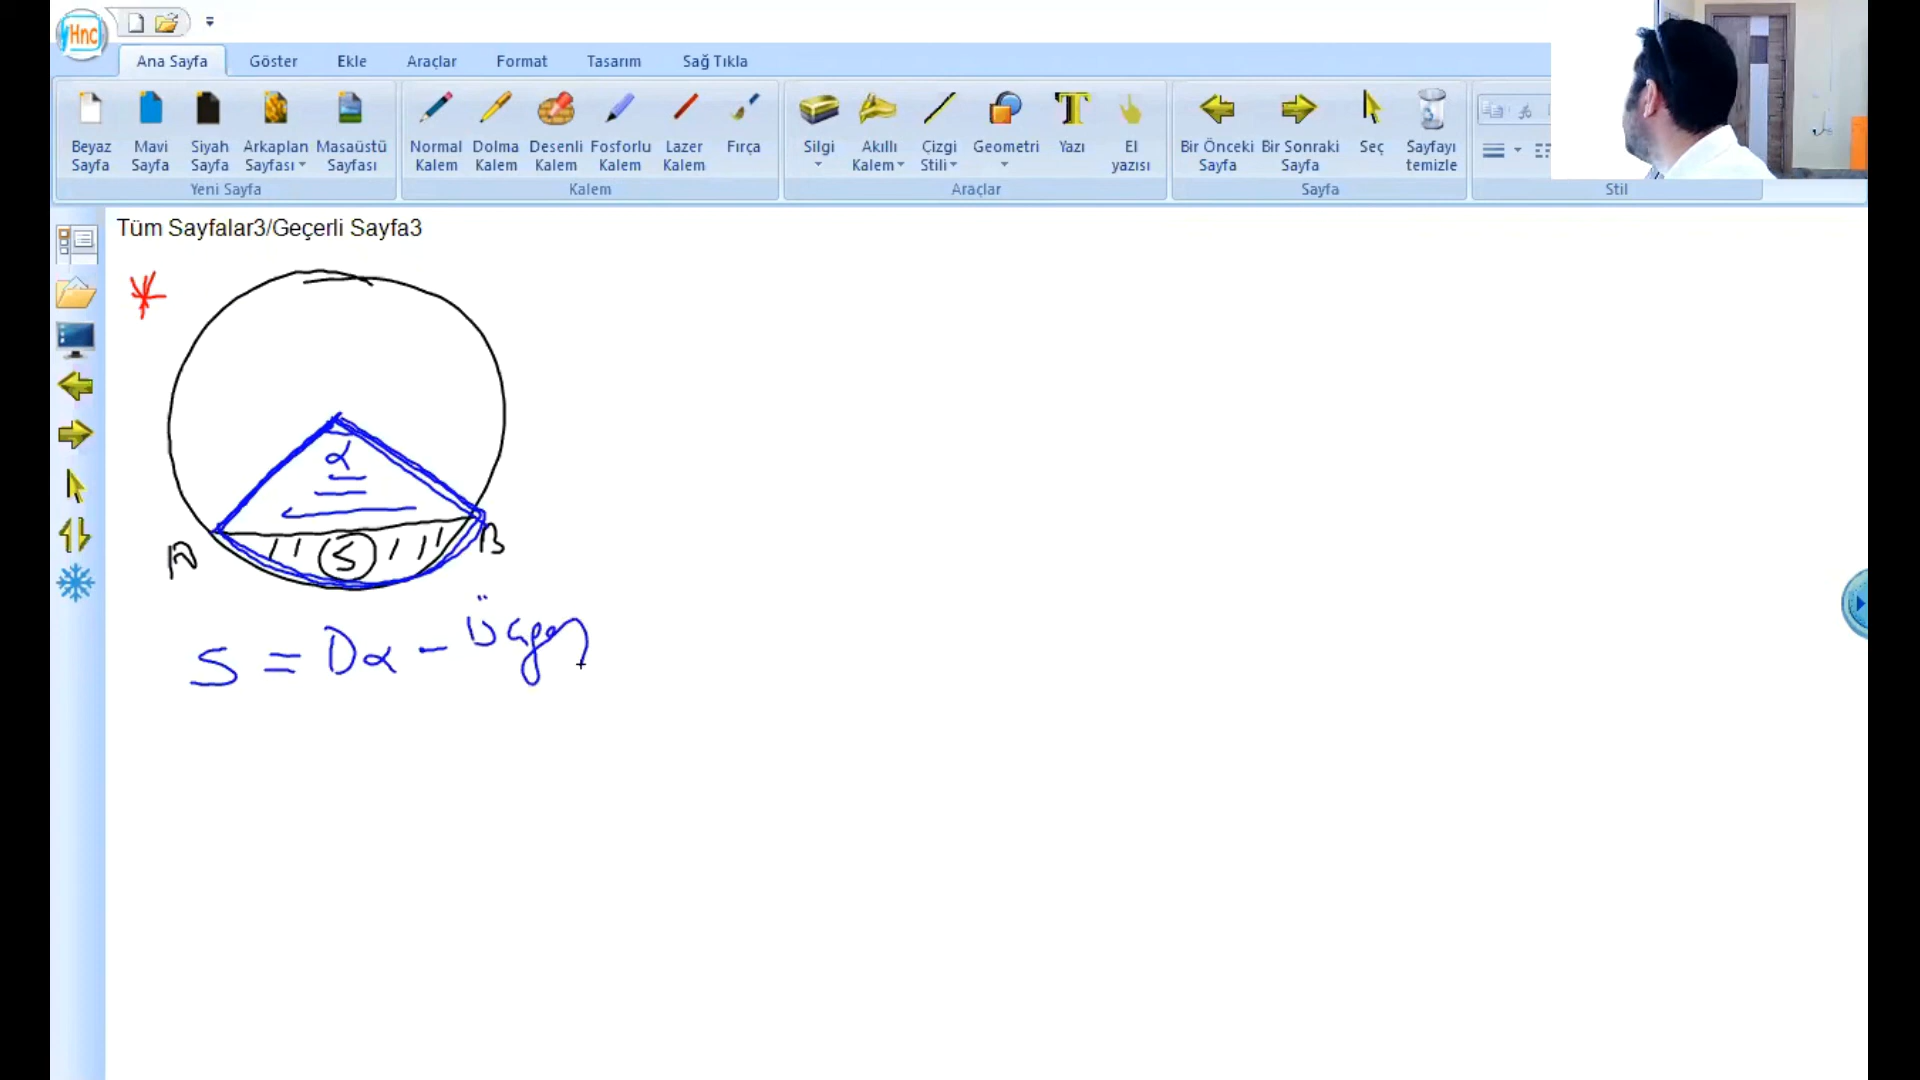 Hnc
Ana Sayfa Göster Ekle Araçlar Format Tasarım Sağ Tıkla
Beyaz Sayfa Mavi Sayfa Siyah Sayfa Arkaplan Sayfası Masaüstü Sayfası
Normal Kalem Dolma Kalem Desenli Kalem Fosforlu Kalem Lazer Kalem Fırça
Silgi Akıllı Kalem Çizgi Stili Geometri Yazı El yazısı
Bir Önceki Sayfa Bir Sonraki Sayfa Seç Sayfayı temizle
Yeni Sayfa Kalem Araçlar Sayfa Stil
Tüm Sayfalar3/Geçerli Sayfa3
α
A S B
S = Dα - Üçgen